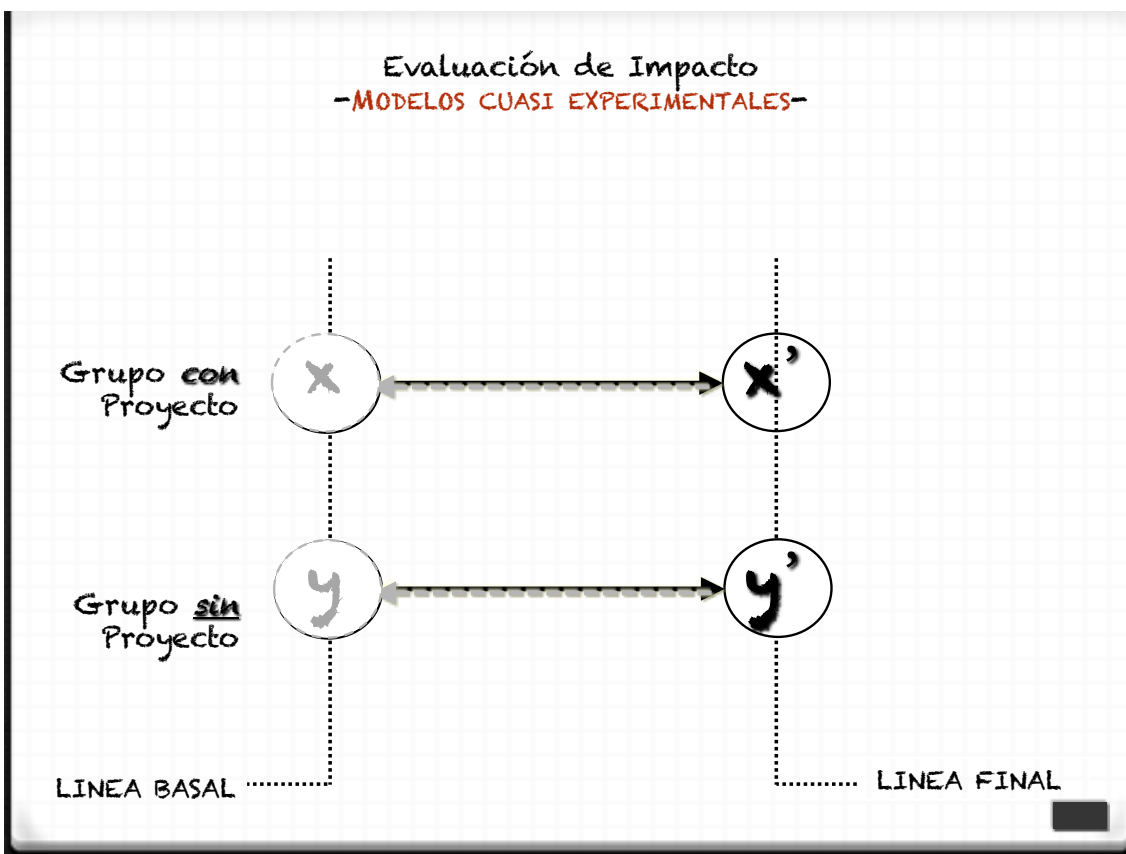 Evaluación de Impacto
-MODELOS CUASI EXPERIMENTALES-
Grupo con
Proyecto
x
x’
Grupo sin
Proyecto
y
y’
LINEA BASAL
LINEA FINAL